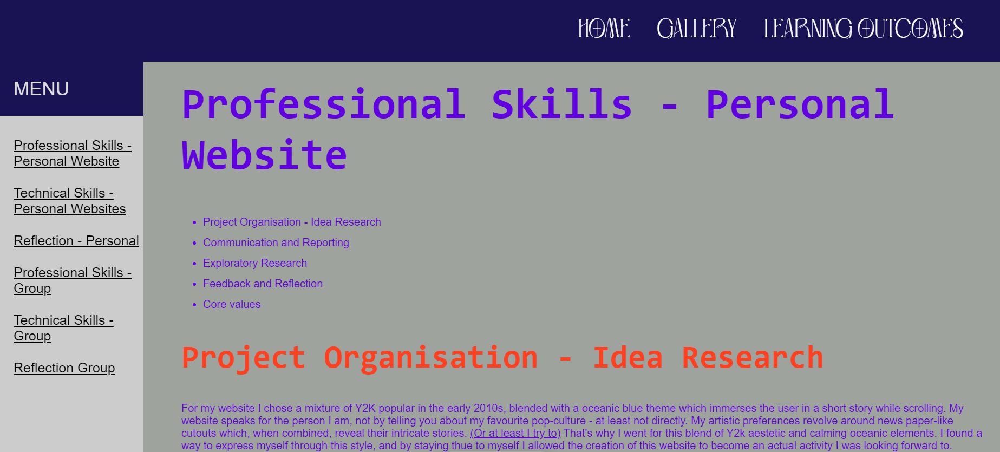 HOME GALLERY LEARNING OUTCOMES
MENU
Professional Skills -
Personal Website
Technical Skills -
Personal Websites
Reflection - Personal
Professional Skills -
Group
Technical Skills -
Group
Reflection Group
Professional Skills - Personal
Website
• Project Organisation - Idea Research
• Communication and Reporting
• Exploratory Research
• Feedback and Reflection
• Core values
Project Organisation - Idea Research
For my website I chose a mixture of Y2K popular in the early 2010s, blended with a oceanic blue theme which immerses the user in a short story while scrolling. My
website speaks for the person I am, not by telling you about my favourite pop-culture - at least not directly. My artistic preferences revolve around news paper-like
cutouts which, when combined, reveal their intricate stories. (Or at least I try to) That's why I went for this blend of Y2k aestetic and calming oceanic elements. I found a
way to express myself through this style, and by staying thue to myself I allowed the creation of this website to become an actual activity I was looking forward to.